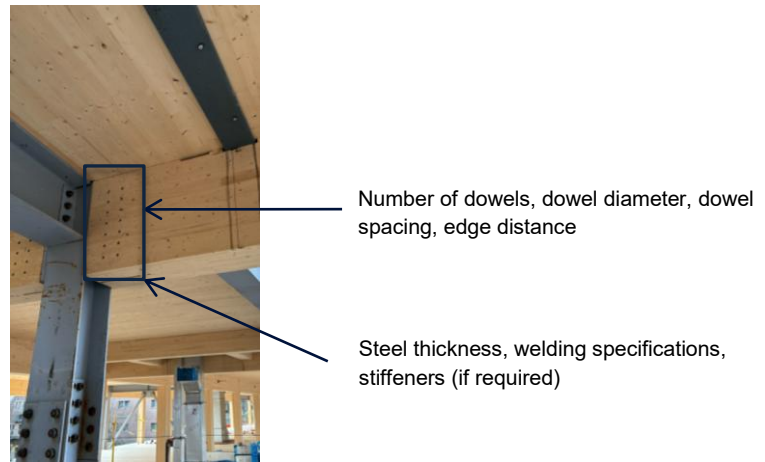 Number of dowels, dowel diameter, dowel
spacing, edge distance
Steel thickness, welding specifications,
stiffeners (if required)